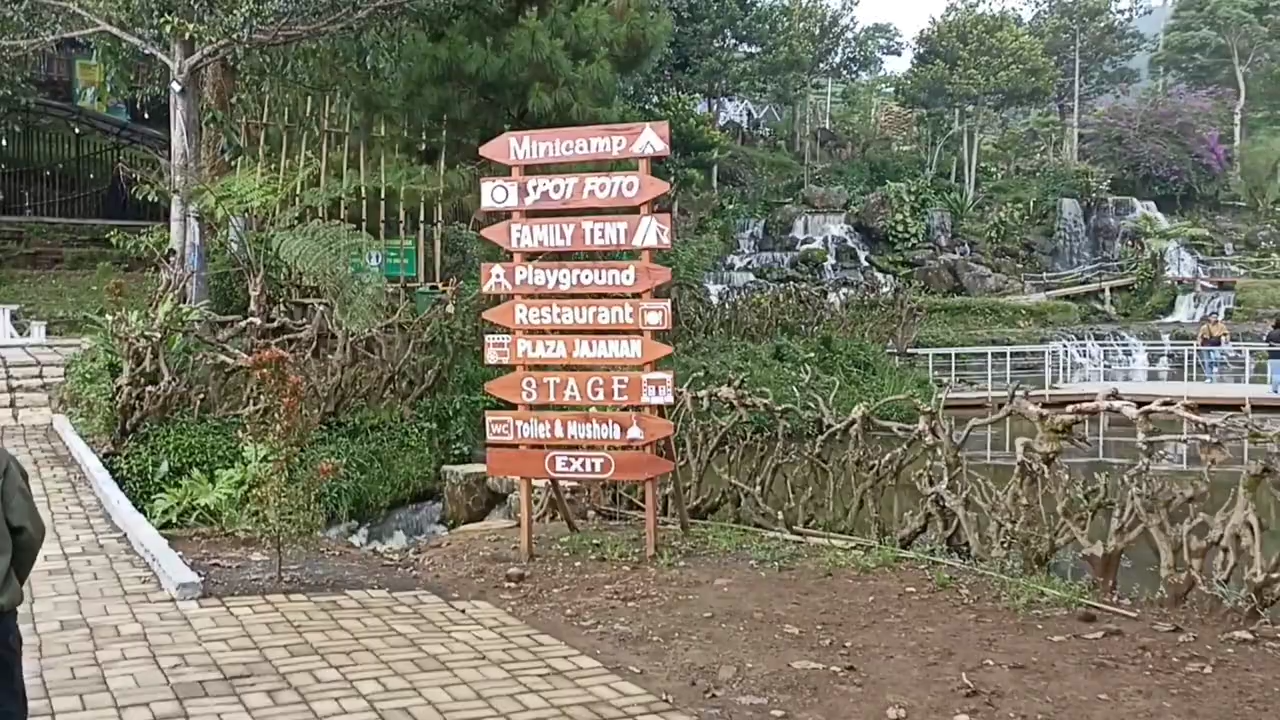 Minicamp
SPOT FOTO
FAMILY TENT
Playground
Restaurant
PLAZA JAJANAN
STAGE
WC Toilet & Mushola
EXIT